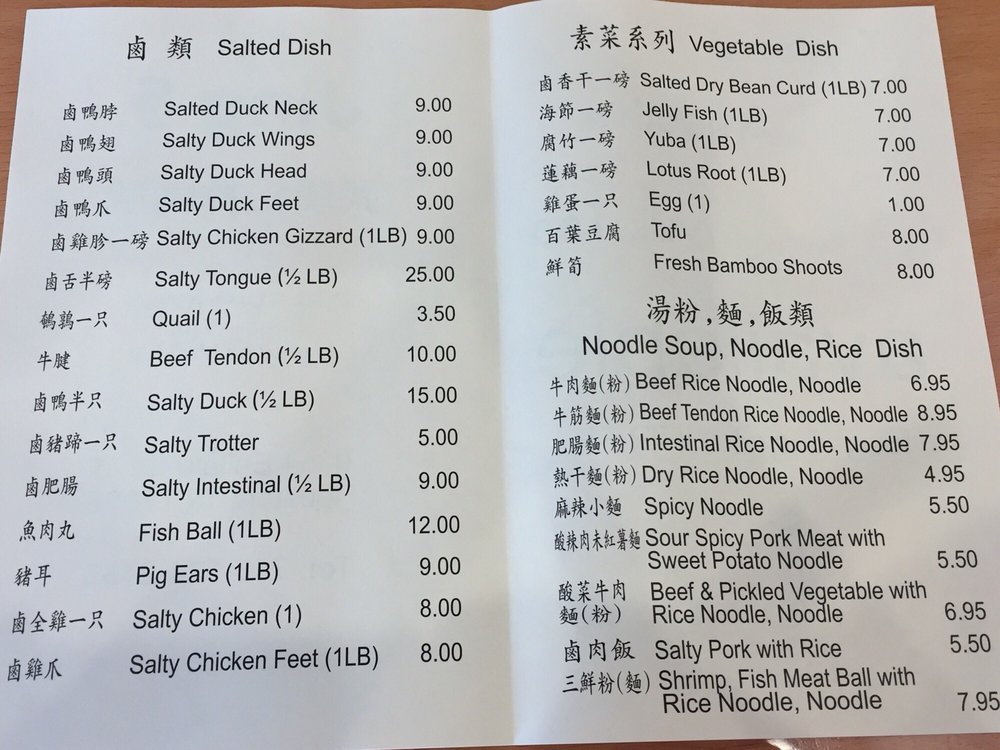 鹵 類 Salted Dish
鹵鴨脖 Salted Duck Neck 9.00
鹵鴨翅 Salty Duck Wings 9.00
鹵鴨頭 Salty Duck Head 9.00
鹵鴨爪 Salty Duck Feet 9.00
鹵雞胗一磅 Salty Chicken Gizzard (1LB) 9.00
鹵舌半磅 Salty Tongue (½ LB) 25.00
鵪鶉一只 Quail (1) 3.50
牛腱 Beef Tendon (½ LB) 10.00
鹵鴨半只 Salty Duck (½ LB) 15.00
鹵豬蹄一只 Salty Trotter 5.00
鹵肥腸 Salty Intestinal (½ LB) 9.00
魚肉丸 Fish Ball (1LB) 12.00
豬耳 Pig Ears (1LB) 9.00
鹵全雞一只 Salty Chicken (1) 8.00
鹵雞爪 Salty Chicken Feet (1LB) 8.00
素菜系列 Vegetable Dish
鹵香干一磅 Salted Dry Bean Curd (1LB) 7.00
海節一磅 Jelly Fish (1LB) 7.00
腐竹一磅 Yuba (1LB) 7.00
蓮藕一磅 Lotus Root (1LB) 7.00
雞蛋一只 Egg (1) 1.00
百葉豆腐 Tofu 8.00
鮮筍 Fresh Bamboo Shoots 8.00
湯粉,麵,飯類
Noodle Soup, Noodle, Rice Dish
牛肉麵(粉) Beef Rice Noodle, Noodle 6.95
牛筋麵(粉) Beef Tendon Rice Noodle, Noodle 8.95
肥腸麵(粉) Intestinal Rice Noodle, Noodle 7.95
熱干麵(粉) Dry Rice Noodle, Noodle 4.95
麻辣小麵 Spicy Noodle 5.50
酸辣肉末紅薯麵 Sour Spicy Pork Meat with
Sweet Potato Noodle 5.50
酸菜牛肉 Beef & Pickled Vegetable with
麵(粉) Rice Noodle, Noodle 6.95
鹵肉飯 Salty Pork with Rice 5.50
三鮮粉(麵) Shrimp, Fish Meat Ball with
Rice Noodle, Noodle 7.95